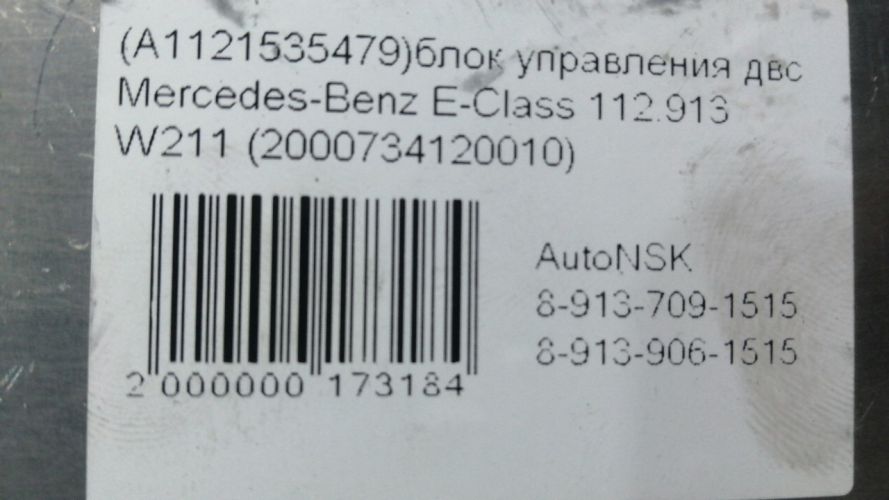 (A1121535479)блок управления двс
Mercedes-Benz E-Class 112.913
W211 (2000734120010)
AutoNSK
8-913-709-1515
8-913-906-1515
2 000000 173184